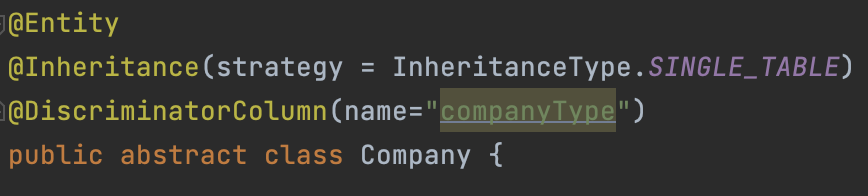 @Entity
@Inheritance(strategy = InheritanceType.SINGLE_TABLE)
@DiscriminatorColumn(name="companyType")
public abstract class Company {